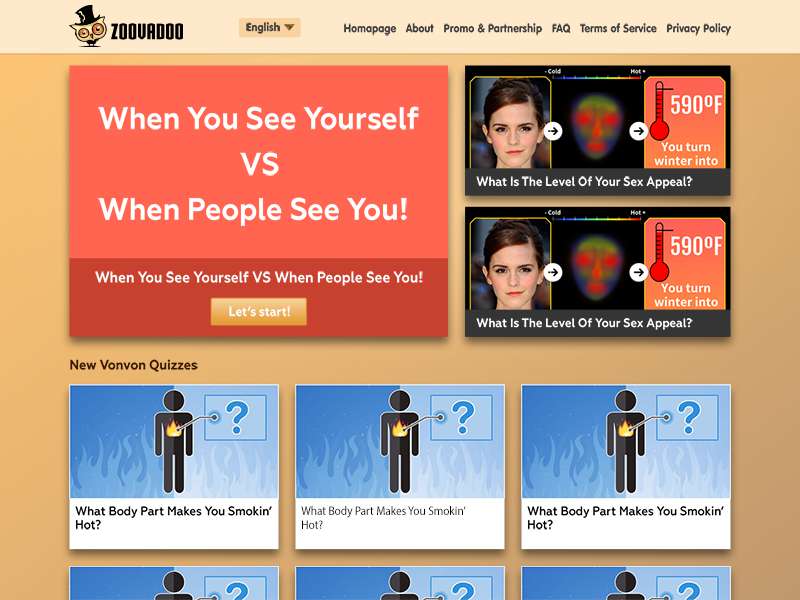 ZOOVADOO
English
Homapage About Promo & Partnership FAQ Terms of Service Privacy Policy
When You See Yourself
VS
When People See You!
When You See Yourself VS When People See You!
Let's start!
- Cold Hot +
590ºF
You turn
winter into
What Is The Level Of Your Sex Appeal?
- Cold Hot +
590ºF
You turn
winter into
What Is The Level Of Your Sex Appeal?
New Vonvon Quizzes
?
What Body Part Makes You Smokin'
Hot?
?
What Body Part Makes You Smokin'
Hot?
?
What Body Part Makes You Smokin'
Hot?
?
?
?